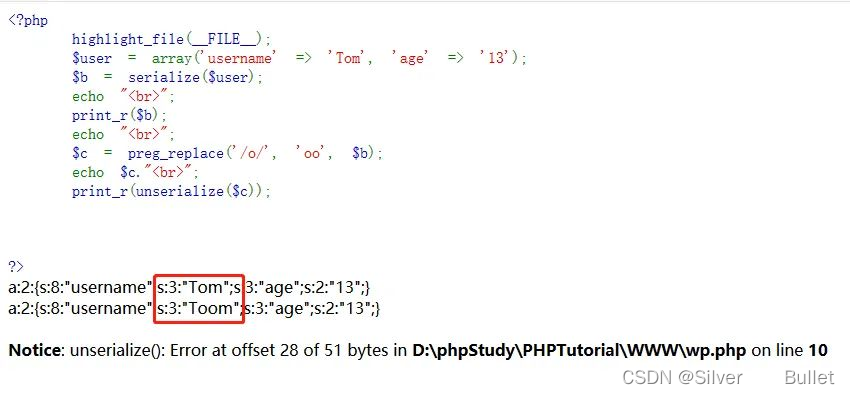 <?php
highlight_file(__FILE__);
$user = array('username' => 'Tom', 'age' => '13');
$b = serialize($user);
echo "<br>";
print_r($b);
echo "<br>";
$c = preg_replace('/o/', 'oo', $b);
echo $c."<br>";
print_r(unserialize($c));
?>
a:2:{s:8:"username";s:3:"Tom";s:3:"age";s:2:"13";}
a:2:{s:8:"username";s:3:"Toom";s:3:"age";s:2:"13";}
Notice: unserialize(): Error at offset 28 of 51 bytes in D:\phpStudy\PHPTutorial\WWW\wp.php on line 10
CSDN @Silver Bullet